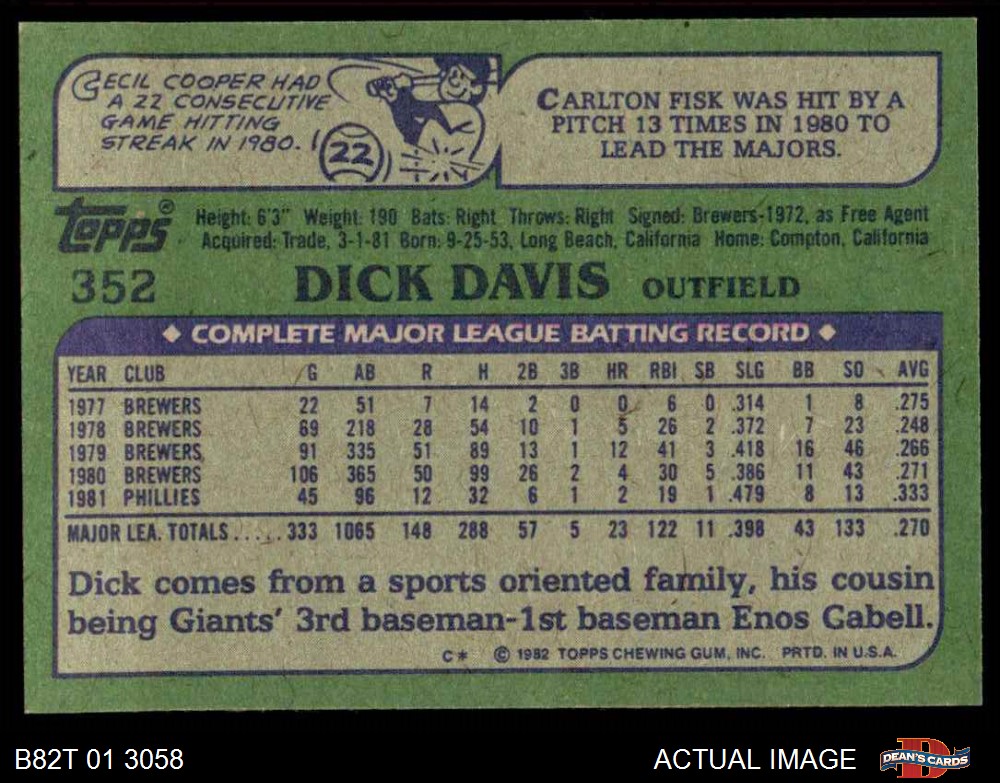 CECIL COOPER HAD
A 22 CONSECUTIVE
GAME HITTING
STREAK IN 1980.
22
CARLTON FISK WAS HIT BY A
PITCH 13 TIMES IN 1980 TO
LEAD THE MAJORS.
Topps®
Height: 6'3" Weight: 190 Bats: Right Throws: Right Signed: Brewers-1972, as Free Agent
Acquired: Trade, 3-1-81 Born: 9-25-53, Long Beach, California Home: Compton, California
352 DICK DAVIS OUTFIELD
◆ COMPLETE MAJOR LEAGUE BATTING RECORD ◆
YEAR CLUB G AB R H 2B 3B HR RBI SB SLG BB SO AVG
1977 BREWERS 22 51 7 14 2 0 0 6 0 .314 1 8 .275
1978 BREWERS 69 218 28 54 10 1 5 26 2 .372 7 23 .248
1979 BREWERS 91 335 51 89 13 1 12 41 3 .418 16 46 .266
1980 BREWERS 106 365 50 99 26 2 4 30 5 .386 11 43 .271
1981 PHILLIES 45 96 12 32 6 1 2 19 1 .479 8 13 .333
MAJOR LEA. TOTALS..... 333 1065 148 288 57 5 23 122 11 .398 43 133 .270
Dick comes from a sports oriented family, his cousin
being Giants' 3rd baseman-1st baseman Enos Cabell.
C* © 1982 TOPPS CHEWING GUM, INC. PRTD. IN U.S.A.
B82T 01 3058 ACTUAL IMAGE D DEAN'S CARDS